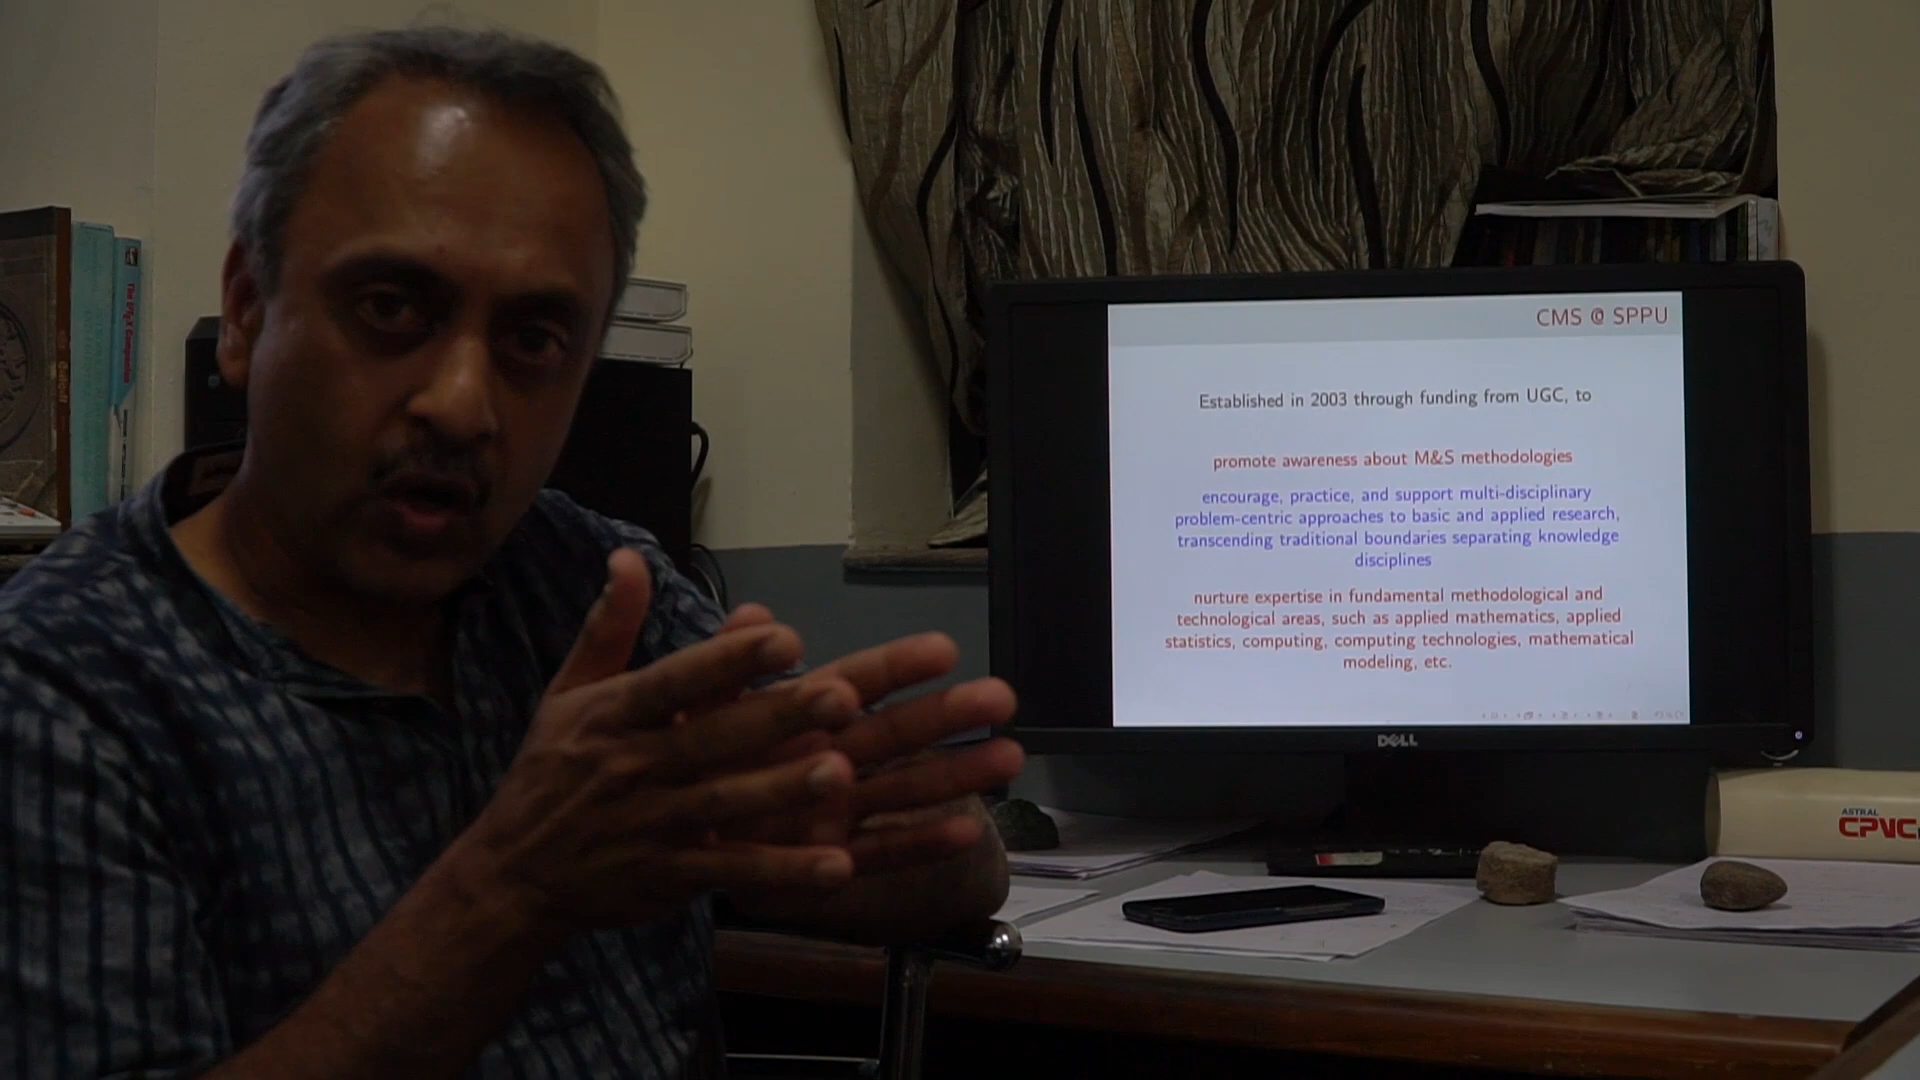 The LaTeX Companion
CMS @ SPPU
Established in 2003 through funding from UGC, to
promote awareness about M&S methodologies
encourage, practice, and support multi-disciplinary
problem-centric approaches to basic and applied research,
transcending traditional boundaries separating knowledge
disciplines
nurture expertise in fundamental methodological and
technological areas, such as applied mathematics, applied
statistics, computing, computing technologies, mathematical
modeling, etc.
DELL
ASTRAL
CPVC